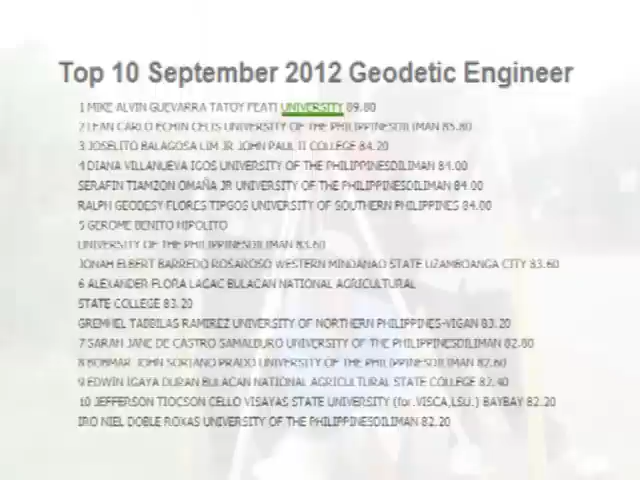 Top 10 September 2012 Geodetic Engineer
1 MIKE ALVIN GUEVARRA TATOY FEATI UNIVERSITY 89.80
2 LEAN CARLO ECHIN CELIS UNIVERSITY OF THE PHILIPPINESDILIMAN 85.80
3 JOSELITO BALAGOSA LIM JR JOHN PAUL II COLLEGE 84.20
4 DIANA VILLANUEVA IGOS UNIVERSITY OF THE PHILIPPINESDILIMAN 84.00
SERAFIN TIAMZON OMAÑA JR UNIVERSITY OF THE PHILIPPINESDILIMAN 84.00
RALPH GEODESY FLORES TIPGOS UNIVERSITY OF SOUTHERN PHILIPPINES 84.00
5 GEROME BENITO HIPOLITO
UNIVERSITY OF THE PHILIPPINESDILIMAN 83.60
JONAH ELBERT BARREDO ROSAROSO WESTERN MINDANAO STATE UZAMBOANGA CITY 83.60
6 ALEXANDER FLORA LACAC BULACAN NATIONAL AGRICULTURAL
STATE COLLEGE 83.20
TABBILAS RAMIREZ UNIVERSITY OF NORTHERN PHILIPPINES-VIGAN 83.20
7 SARAH JANE DE CASTRO SAMALBURO UNIVERSITY OF THE PHILIPPINESDILIMAN 82.80
8 JOHN SORIANO PRADO UNIVERSITY OF THE PHILIPPINESDILIMAN 82.60
9 EDWIN IGAYA DURAN BULACAN NATIONAL AGRICULTURAL STATE COLLEGE 82.40
10 JEFFERSON TIOCSON CELLO VISAYAS STATE UNIVERSITY (for.VISCA,LSU.) BAYBAY 82.20
IRO NIEL DOBLE ROXAS UNIVERSITY OF THE PHILIPPINESDILIMAN 82.20